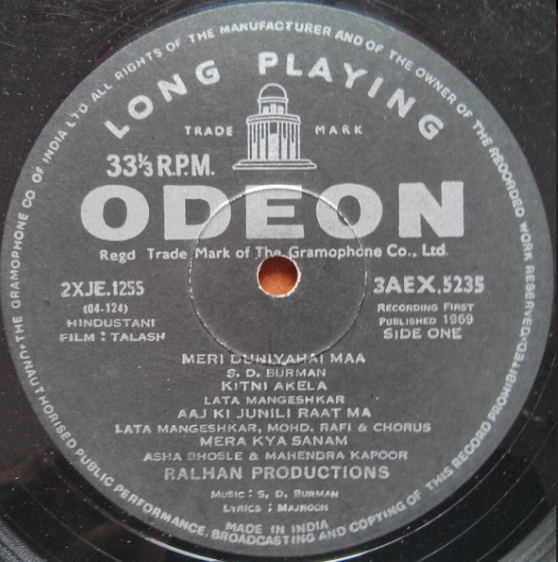 UNAUTHORISED PUBLIC PERFORMANCE, BROADCASTING AND COPYING OF THIS RECORD PROHIBITED.
THE GRAMOPHONE CO OF INDIA LTD ALL RIGHTS OF THE MANUFACTURER AND OF THE OWNER OF THE RECORDED WORK RESERVED.
LONG PLAYING
TRADE MARK
33⅓ R.P.M.
ODEON
Regd Trade Mark of The Gramophone Co., Ltd.
2XJE.1255
3AEX.5235
(04-124)
RECORDING FIRST
HINDUSTANI
PUBLISHED 1969
FILM : TALASH
SIDE ONE
MERI DUNIYAHAI MAA
S. D. BURMAN
KITNI AKELA
LATA MANGESHKAR
AAJ KI JUNILI RAAT MA
LATA MANGESHKAR, MOHD. RAFI & CHORUS
MERA KYA SANAM
ASHA BHOSLE & MAHENDRA KAPOOR
RALHAN PRODUCTIONS
MUSIC : S. D. BURMAN
LYRICS : MAJROOH
MADE IN INDIA